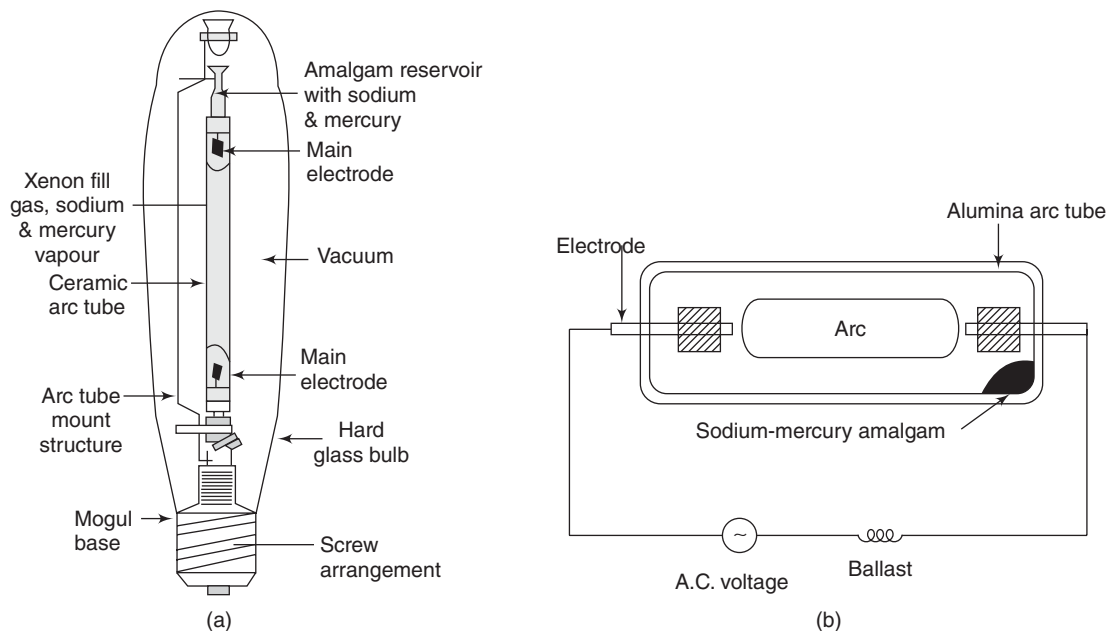 Amalgam reservoir
with sodium
& mercury
Main
electrode
Xenon fill
gas, sodium
& mercury
vapour
Vacuum
Ceramic
arc tube
Main
electrode
Arc tube
mount
structure
Hard
glass bulb
Mogul
base
Screw
arrangement
(a)
Alumina arc tube
Electrode
Arc
Sodium-mercury amalgam
~
A.C. voltage
Ballast
(b)